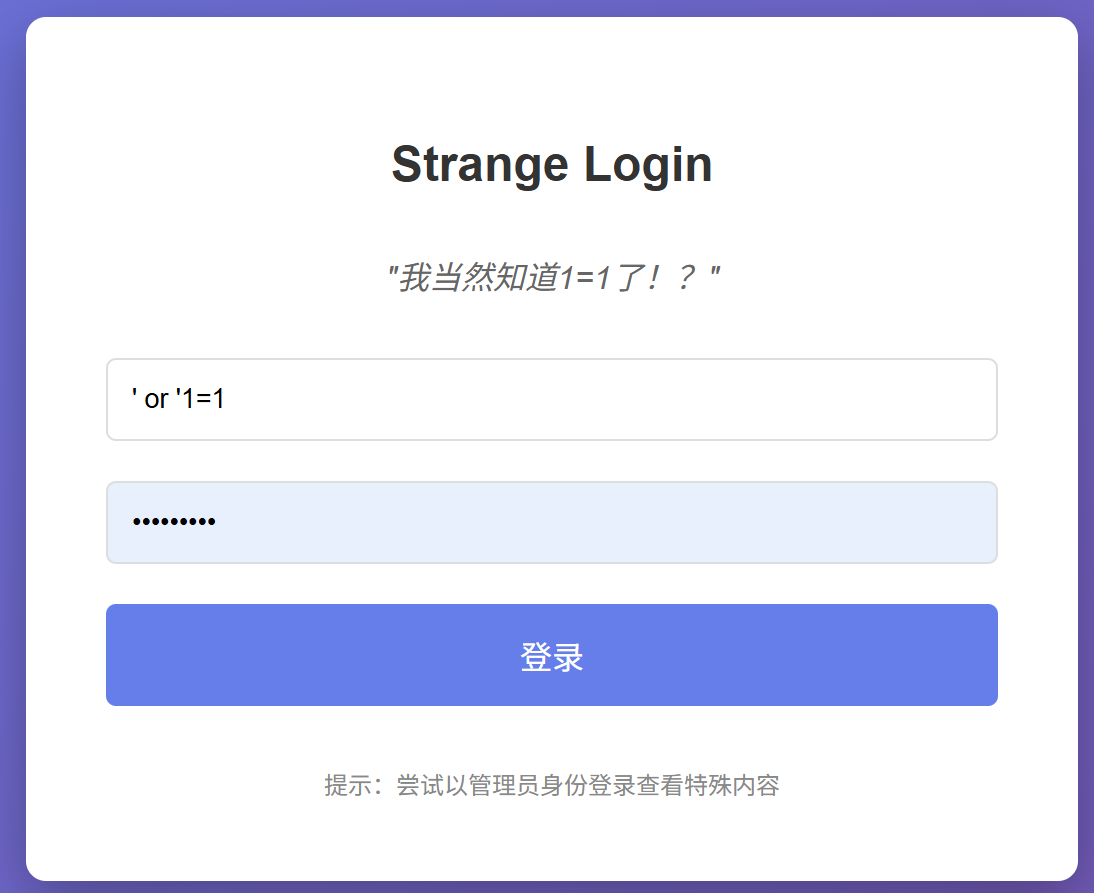 Strange Login
"我当然知道1=1了！？"
' or '1=1
•••••••••
登录
提示：尝试以管理员身份登录查看特殊内容